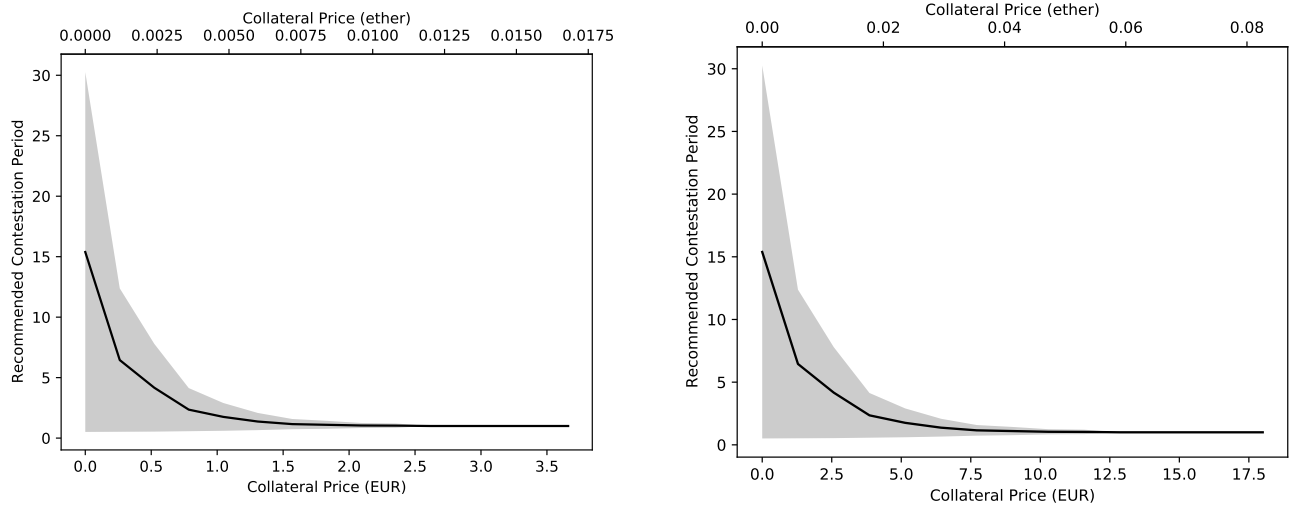 Collateral Price (ether)
0.0000 0.0025 0.0050 0.0075 0.0100 0.0125 0.0150 0.0175
Recommended Contestation Period
30
25
20
15
10
5
0
0.0 0.5 1.0 1.5 2.0 2.5 3.0 3.5
Collateral Price (EUR)
Collateral Price (ether)
0.00 0.02 0.04 0.06 0.08
Recommended Contestation Period
30
25
20
15
10
5
0
0.0 2.5 5.0 7.5 10.0 12.5 15.0 17.5
Collateral Price (EUR)